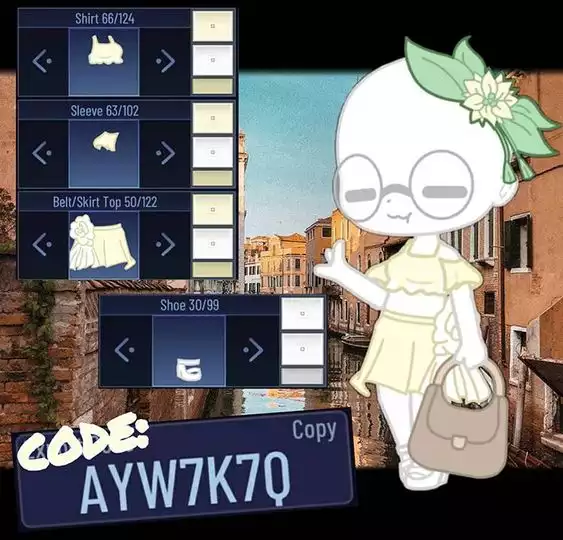 Shirt 66/124
Sleeve 63/102
Belt/Skirt Top 50/122
Shoe 30/99
CODE:
Copy
AYW7K7Q